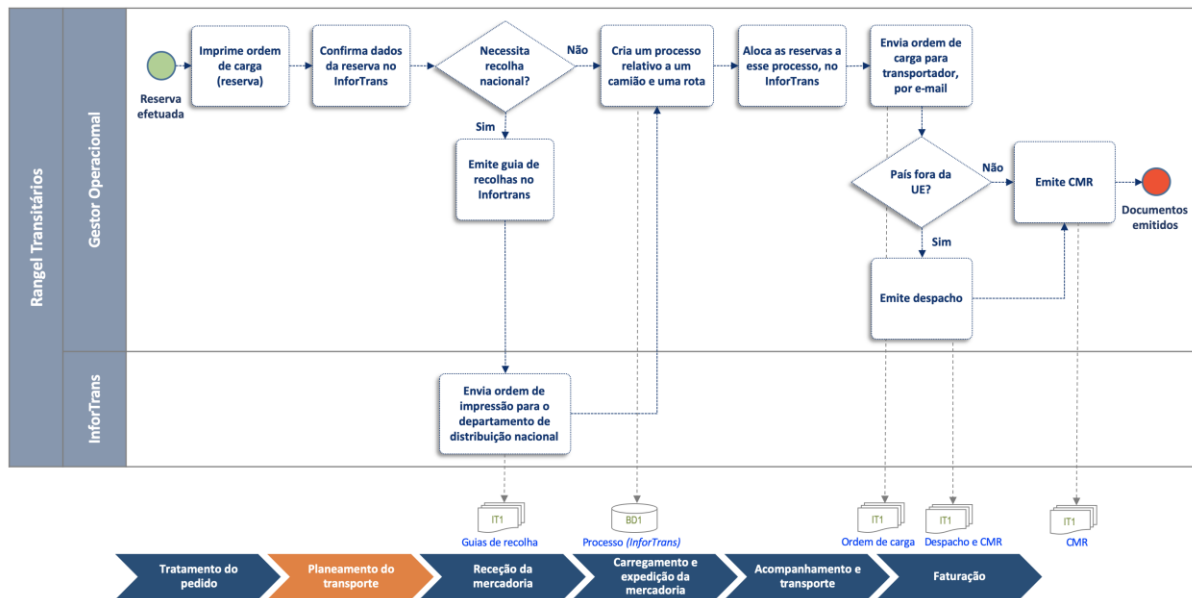 Rangel Transitários
Gestor Operaciomal
InforTrans
Reserva
efetuada
Imprime ordem
de carga
(reserva)
Confirma dados
da reserva no
InforTrans
Necessita
recolha
nacional?
Não
Sim
Cria um processo
relativo a um
camião e uma rota
Aloca as reservas a
esse processo, no
InforTrans
Envia ordem de
carga para
transportador,
por e-mail
Emite guia de
recolhas no
Infortrans
País fora da
UE?
Não
Sim
Emite CMR
Documentos
emitidos
Emite despacho
Envia ordem de
impressão para o
departamento de
distribuição nacional
IT1
Guias de recolha
BD1
Processo (InforTrans)
IT1
Ordem de carga
IT1
Despacho e CMR
IT1
CMR
Tratamento do
pedido
Planeamento do
transporte
Receção da
mercadoria
Carregamento e
expedição da
mercadoria
Acompanhamento e
transporte
Faturação